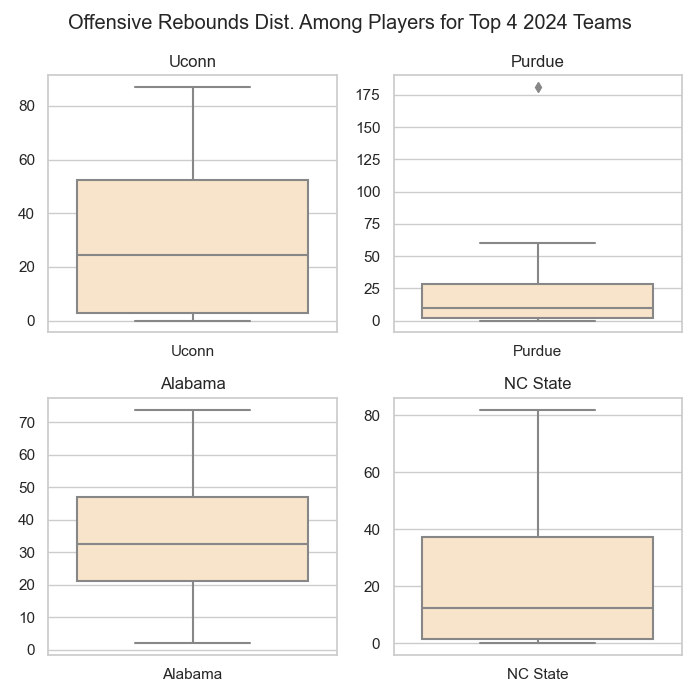 Offensive Rebounds Dist. Among Players for Top 4 2024 Teams
Uconn
80
60
40
20
0
Uconn
Purdue
175
150
125
100
75
50
25
0
Purdue
Alabama
70
60
50
40
30
20
10
0
Alabama
NC State
80
60
40
20
0
NC State